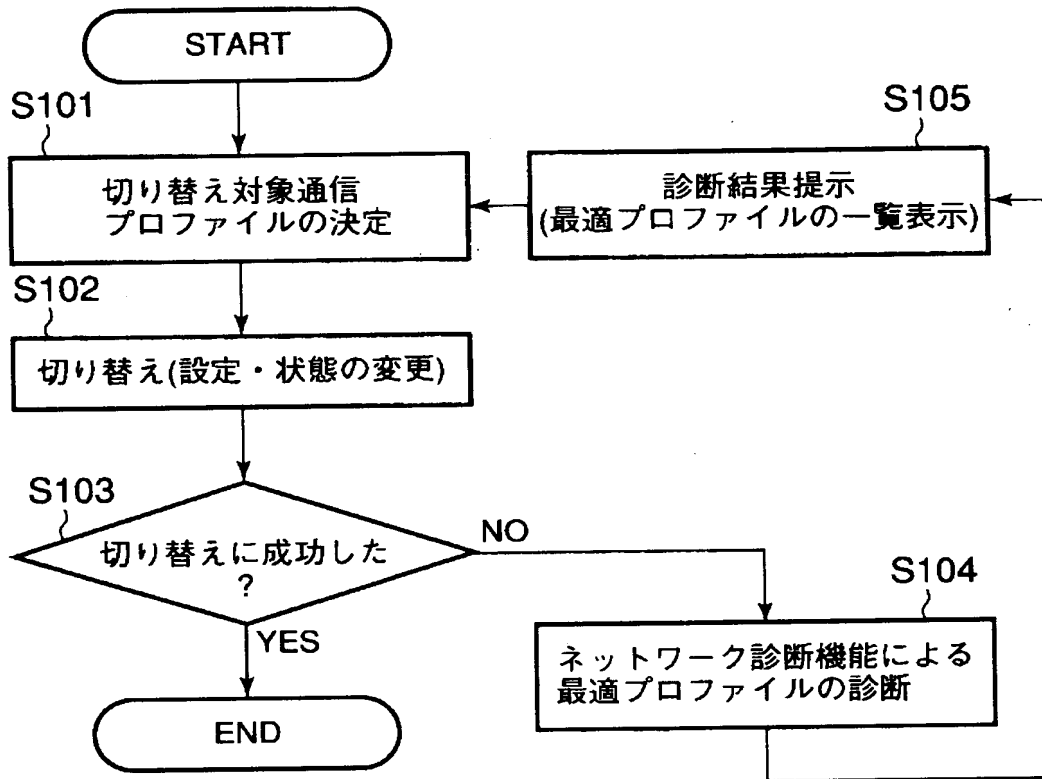 START
S101
切り替え対象通信
プロファイルの決定
S105
診断結果提示
(最適プロファイルの一覧表示)
S102
切り替え(設定・状態の変更)
S103
切り替えに成功した
?
NO
YES
S104
ネットワーク診断機能による
最適プロファイルの診断
END